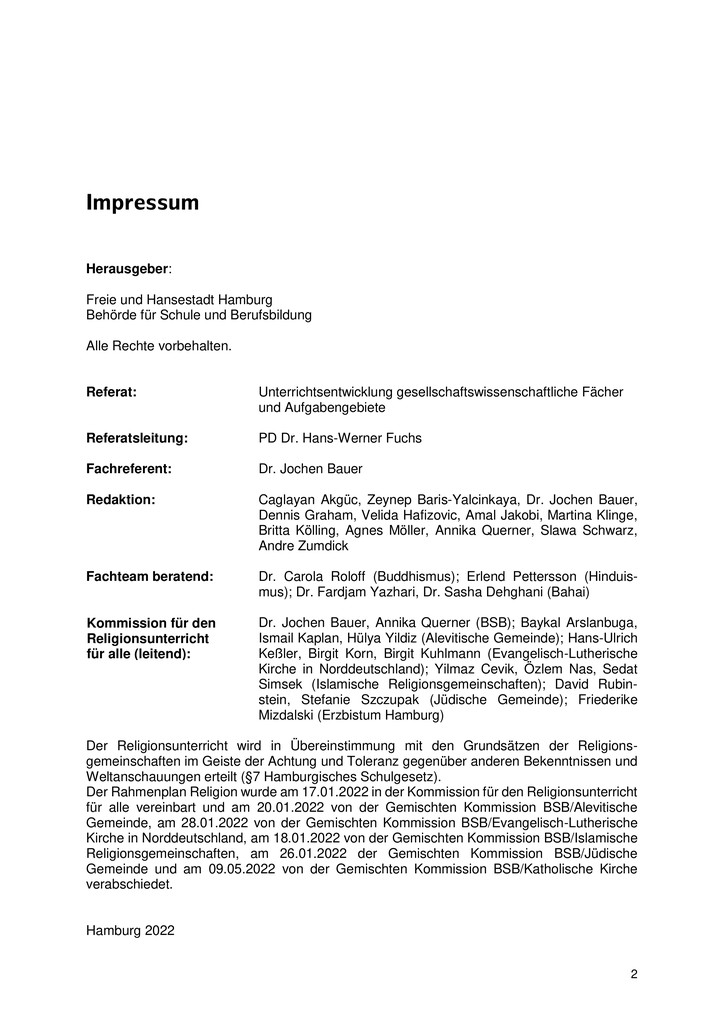 Impressum
Herausgeber:
Freie und Hansestadt Hamburg
Behörde für Schule und Berufsbildung
Alle Rechte vorbehalten.
Referat: Unterrichtsentwicklung gesellschaftswissenschaftliche Fächer
und Aufgabengebiete
Referatsleitung: PD Dr. Hans-Werner Fuchs
Fachreferent: Dr. Jochen Bauer
Redaktion: Caglayan Akgüc, Zeynep Baris-Yalcinkaya, Dr. Jochen Bauer,
Dennis Graham, Velida Hafizovic, Amal Jakobi, Martina Klinge,
Britta Kölling, Agnes Möller, Annika Querner, Slawa Schwarz,
Andre Zumdick
Fachteam beratend: Dr. Carola Roloff (Buddhismus); Erlend Pettersson (Hinduis-
mus); Dr. Fardjam Yazhari, Dr. Sasha Dehghani (Bahai)
Kommission für den Dr. Jochen Bauer, Annika Querner (BSB); Baykal Arslanbuga,
Religionsunterricht Ismail Kaplan, Hülya Yildiz (Alevitische Gemeinde); Hans-Ulrich
für alle (leitend): Keßler, Birgit Korn, Birgit Kuhlmann (Evangelisch-Lutherische
Kirche in Norddeutschland); Yilmaz Cevik, Özlem Nas, Sedat
Simsek (Islamische Religionsgemeinschaften); David Rubin-
stein, Stefanie Szczupak (Jüdische Gemeinde); Friederike
Mizdalski (Erzbistum Hamburg)
Der Religionsunterricht wird in Übereinstimmung mit den Grundsätzen der Religions-
gemeinschaften im Geiste der Achtung und Toleranz gegenüber anderen Bekenntnissen und
Weltanschauungen erteilt (§7 Hamburgisches Schulgesetz).
Der Rahmenplan Religion wurde am 17.01.2022 in der Kommission für den Religionsunterricht
für alle vereinbart und am 20.01.2022 von der Gemischten Kommission BSB/Alevitische
Gemeinde, am 28.01.2022 von der Gemischten Kommission BSB/Evangelisch-Lutherische
Kirche in Norddeutschland, am 18.01.2022 von der Gemischten Kommission BSB/Islamische
Religionsgemeinschaften, am 26.01.2022 der Gemischten Kommission BSB/Jüdische
Gemeinde und am 09.05.2022 von der Gemischten Kommission BSB/Katholische Kirche
verabschiedet.
Hamburg 2022
2